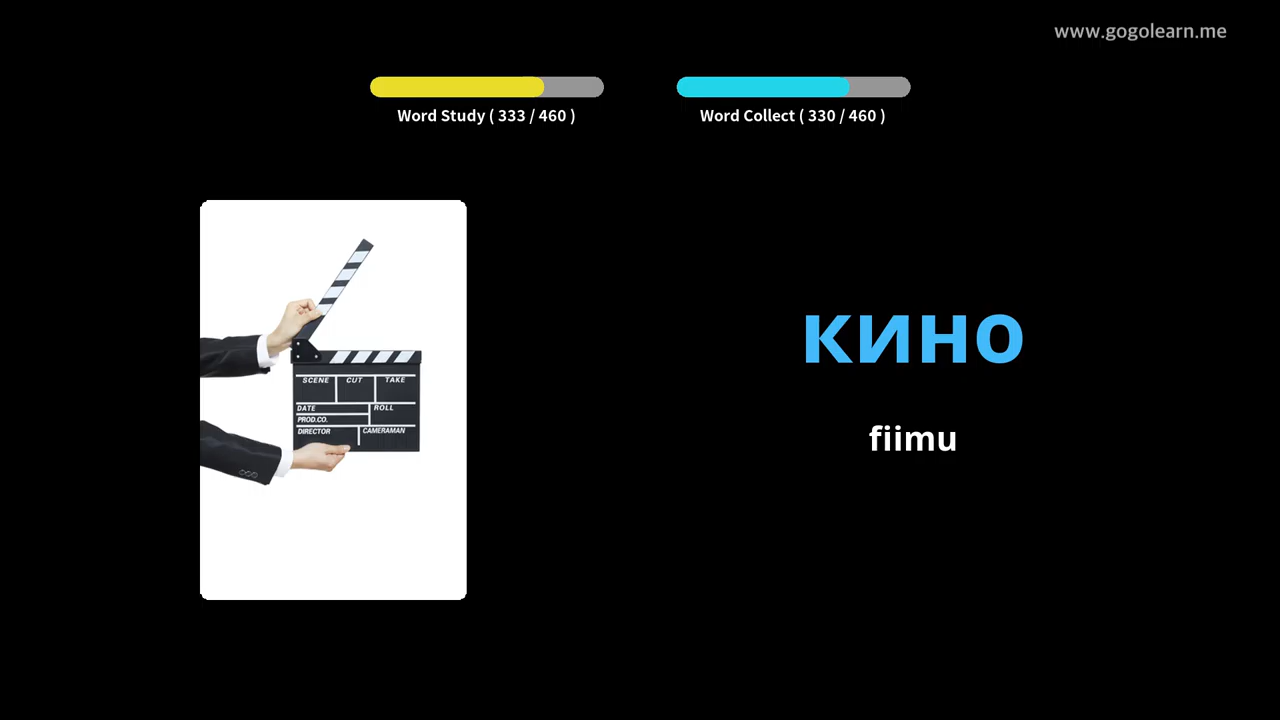 www.gogolearn.me
Word Study ( 333 / 460 )
Word Collect ( 330 / 460 )
SCENE CUT TAKE
DATE ROLL
PROD.CO.
DIRECTOR CAMERAMAN
кино
fiimu